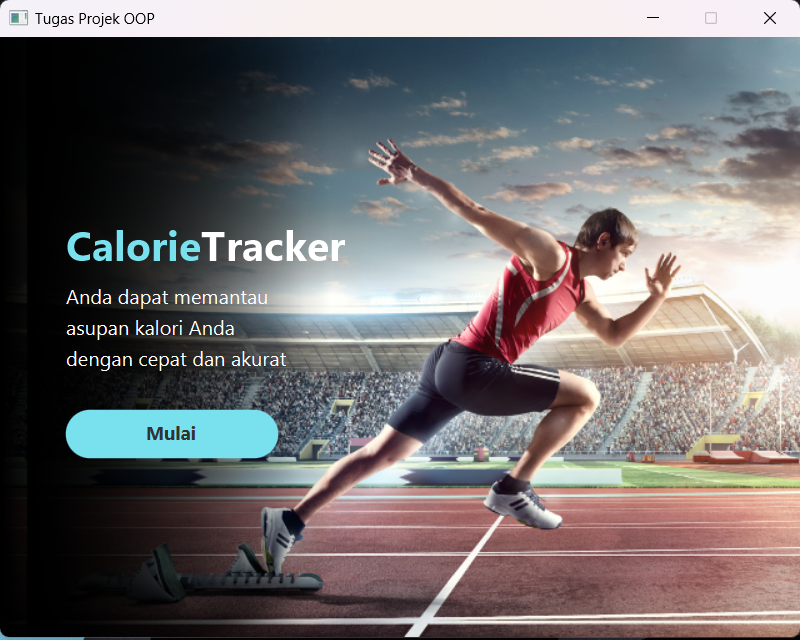 Tugas Projek OOP
CalorieTracker
Anda dapat memantau
asupan kalori Anda
dengan cepat dan akurat
Mulai